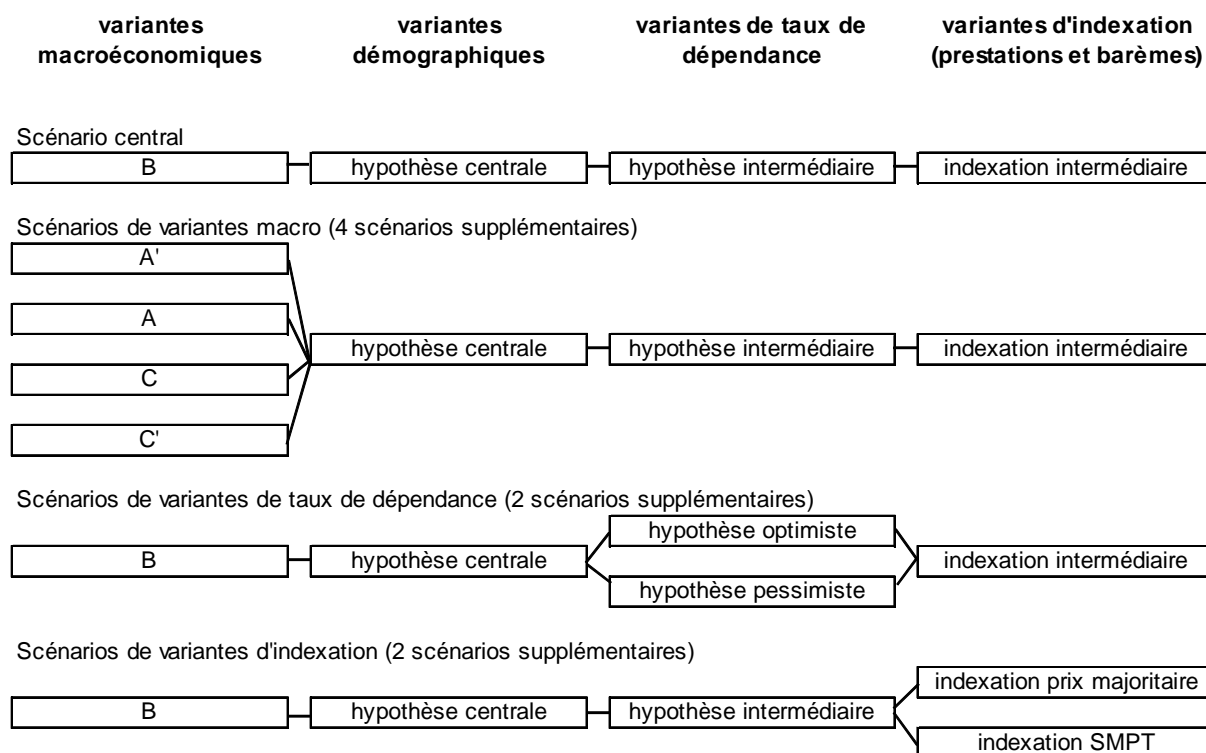 variantes macroéconomiques
variantes démographiques
variantes de taux de dépendance
variantes d'indexation (prestations et barèmes)
Scénario central
B
hypothèse centrale
hypothèse intermédiaire
indexation intermédiaire
Scénarios de variantes macro (4 scénarios supplémentaires)
A'
A
C
C'
hypothèse centrale
hypothèse intermédiaire
indexation intermédiaire
Scénarios de variantes de taux de dépendance (2 scénarios supplémentaires)
B
hypothèse centrale
hypothèse optimiste
hypothèse pessimiste
indexation intermédiaire
Scénarios de variantes d'indexation (2 scénarios supplémentaires)
B
hypothèse centrale
hypothèse intermédiaire
indexation prix majoritaire
indexation SMPT